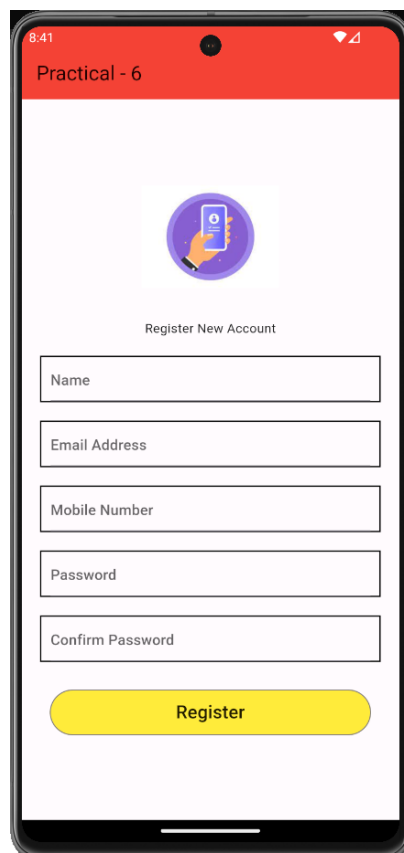 8:41
Practical - 6
Register New Account
Name
Email Address
Mobile Number
Password
Confirm Password
Register